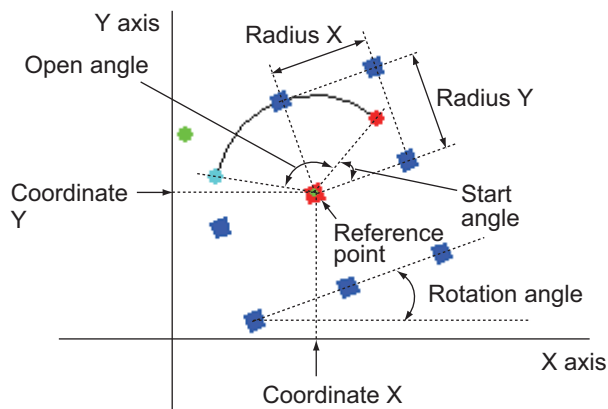 Y axis
Radius X
Open angle
Radius Y
Coordinate
Y
Start
angle
Reference
point
Rotation angle
X axis
Coordinate X